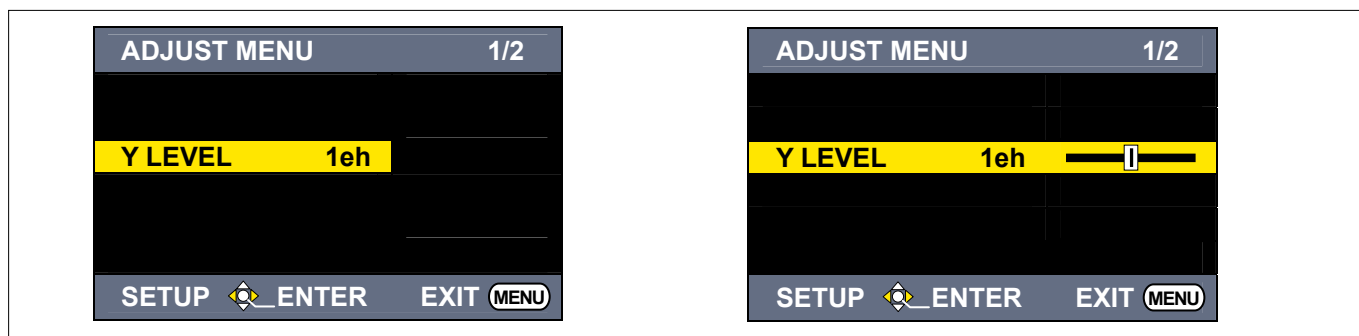 ADJUST MENU 1/2
Y LEVEL 1eh
SETUP ENTER EXIT MENU
ADJUST MENU 1/2
Y LEVEL 1eh
SETUP ENTER EXIT MENU